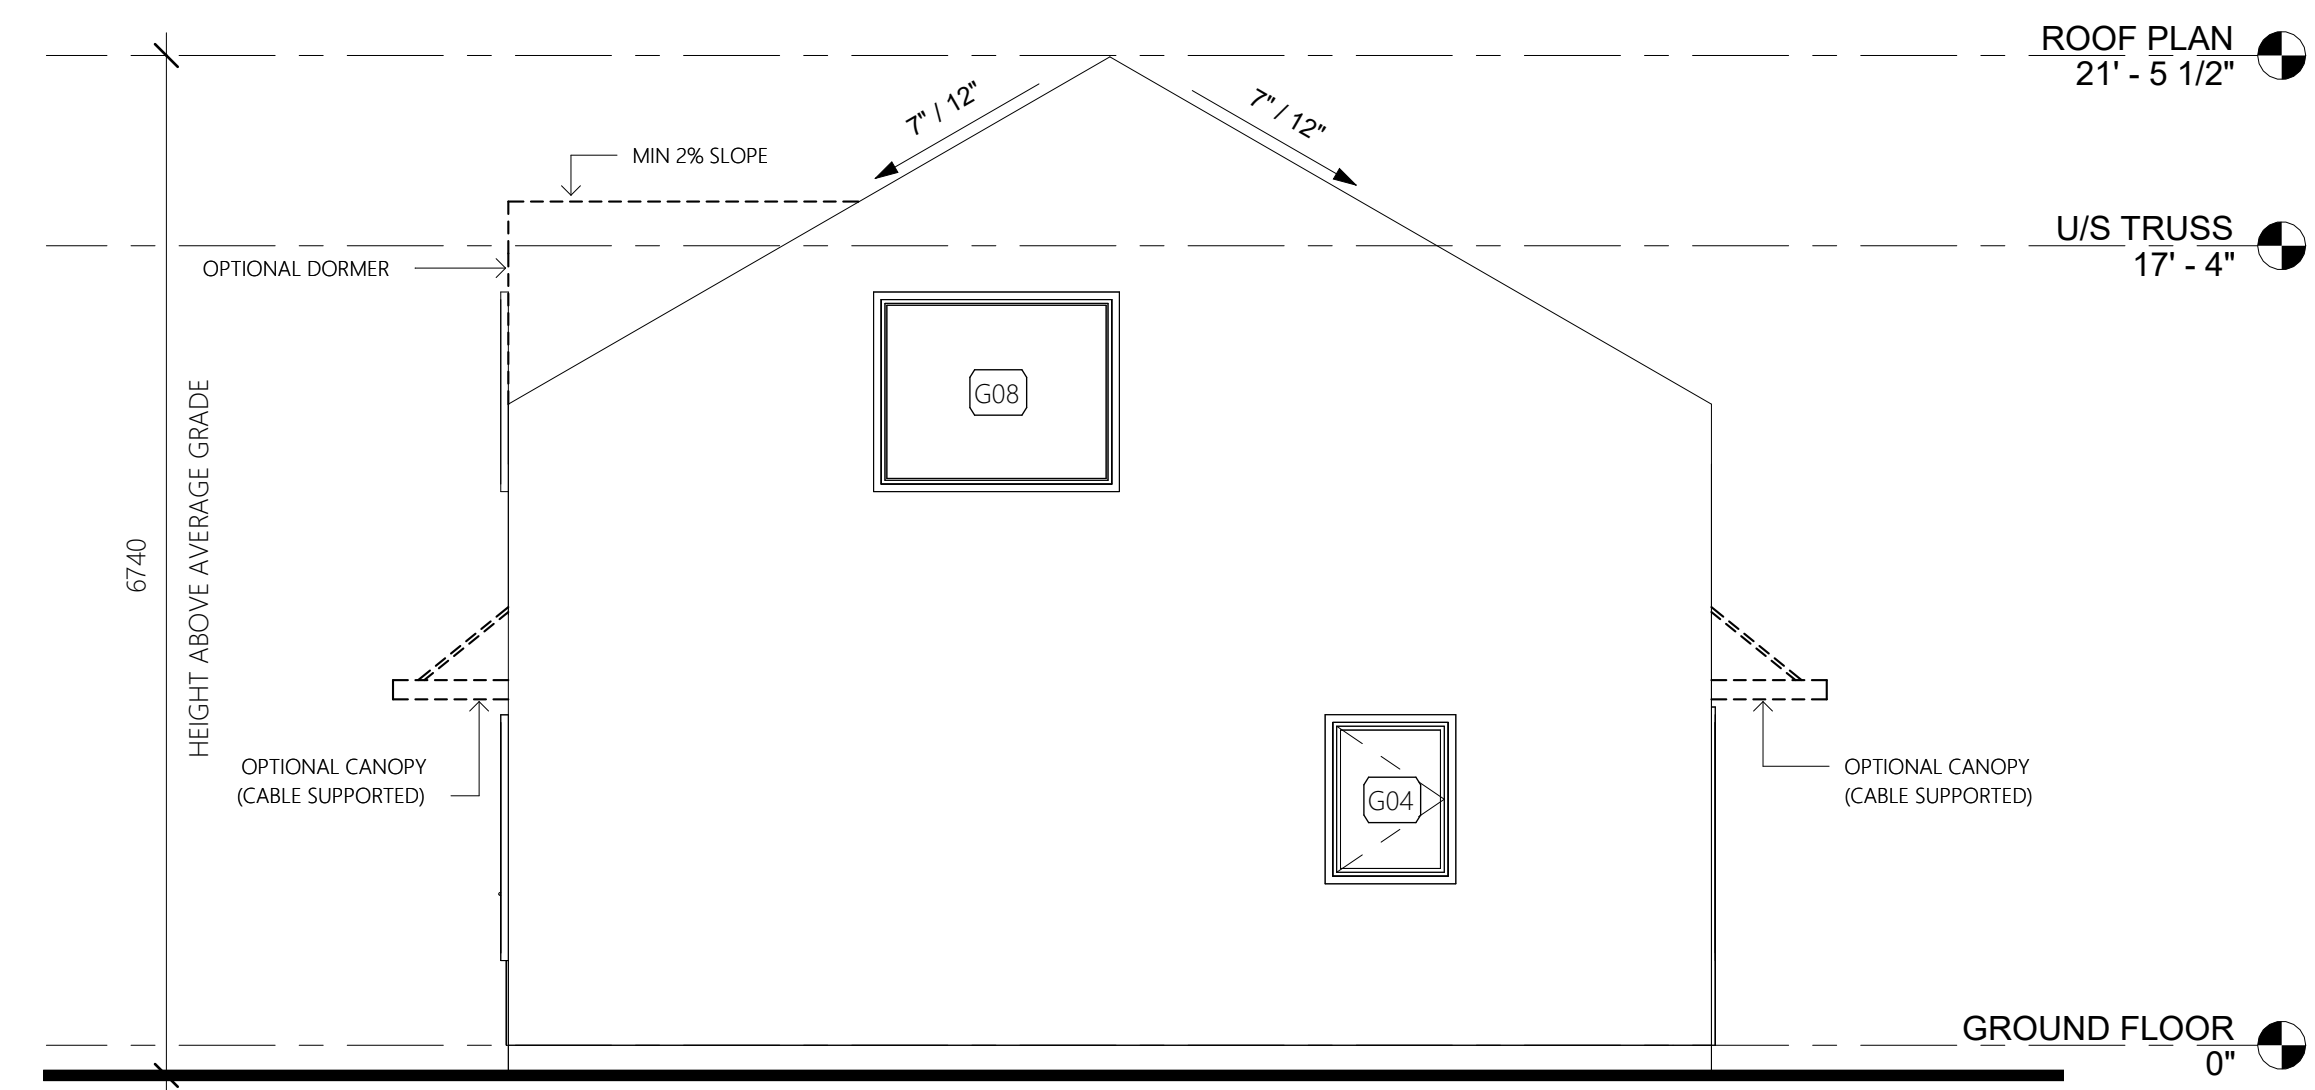 ROOF PLAN
21' - 5 1/2"
7" / 12"
7" / 12"
MIN 2% SLOPE
U/S TRUSS
17' - 4"
OPTIONAL DORMER
G08
HEIGHT ABOVE AVERAGE GRADE
6740
OPTIONAL CANOPY
(CABLE SUPPORTED)
G04
OPTIONAL CANOPY
(CABLE SUPPORTED)
GROUND FLOOR
0"